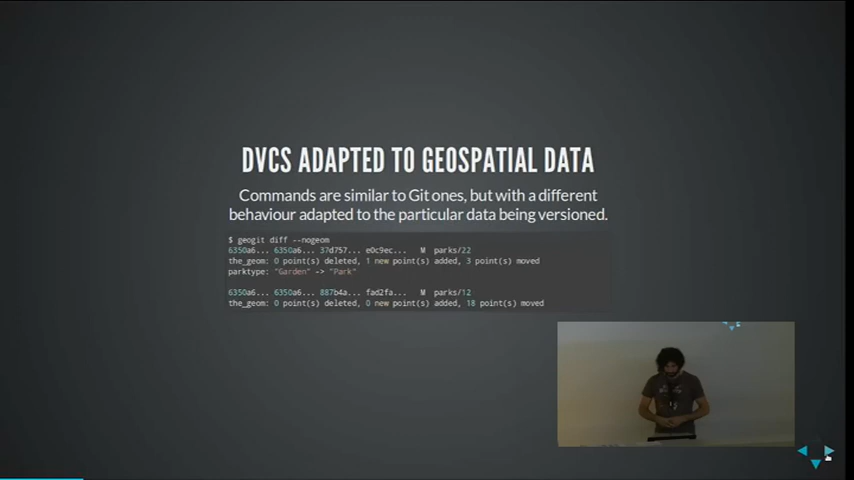 DVCS ADAPTED TO GEOSPATIAL DATA
Commands are similar to Git ones, but with a different
behaviour adapted to the particular data being versioned.
$ geogit diff --nogeom
6350a6... 6350a6... 37d757... e0c9ec... M parks/22
the_geom: 0 point(s) deleted, 1 new point(s) added, 3 point(s) moved
parktype: "Garden" -> "Park"
6350a6... 6350a6... 887b4a... fad2fa... M parks/12
the_geom: 0 point(s) deleted, 0 new point(s) added, 18 point(s) moved